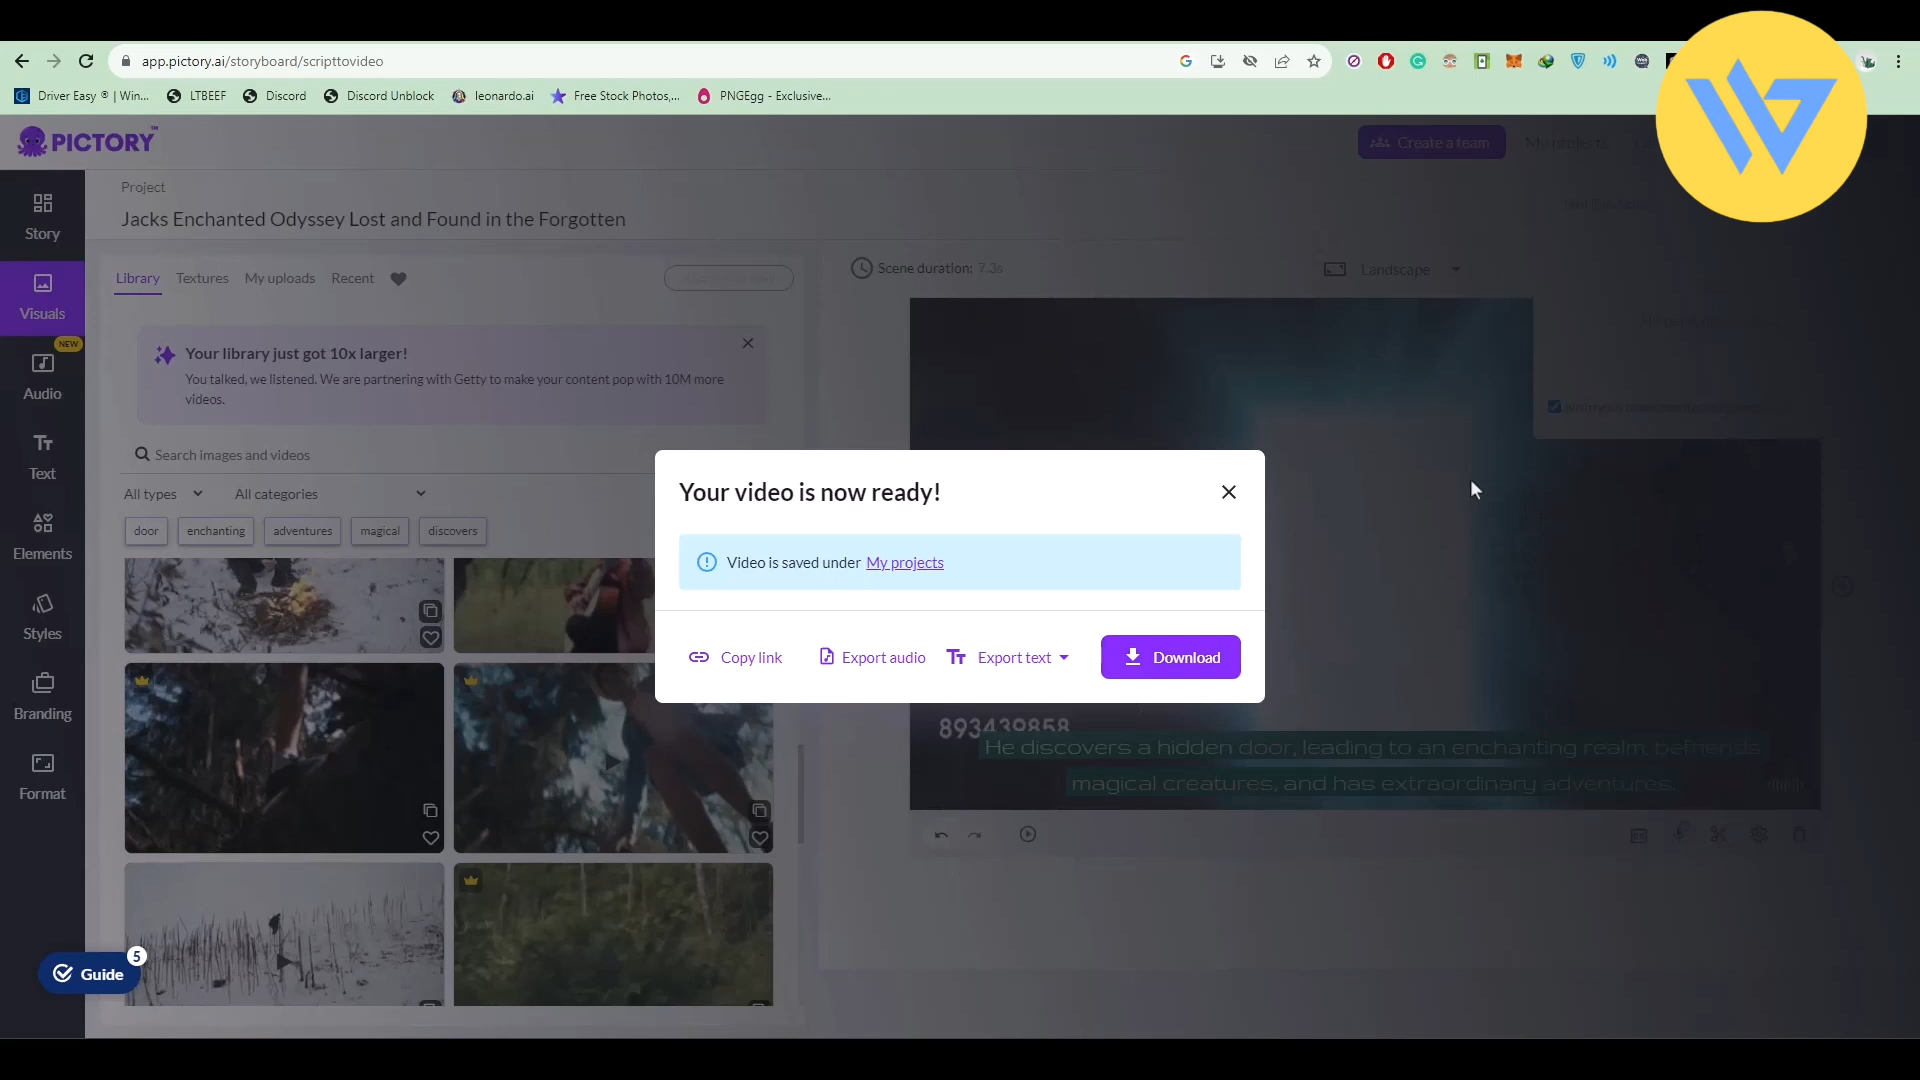 app.pictory.ai/storyboard/scripttovideo
Driver Easy ® | Win...
LTBEEF
Discord
Discord Unblock
leonardo.ai
Free Stock Photos,...
PNGEgg - Exclusive...
PICTORY
Create a team
My projects
Project
Jacks Enchanted Odyssey Lost and Found in the Forgotten
Story
Visuals
NEW
Audio
Text
Elements
Styles
Branding
Format
Library
Textures
My uploads
Recent
Your library just got 10x larger!
You talked, we listened. We are partnering with Getty to make your content pop with 10M more
videos.
Search images and videos
All types
All categories
door
enchanting
adventures
magical
discovers
Scene duration: 7.3s
Landscape
Your video is now ready!
Video is saved under My projects
Copy link
Export audio
Export text
Download
893439858
He discovers a hidden door, leading to an enchanting realm, befriends
magical creatures, and has extraordinary adventures.
Guide
5